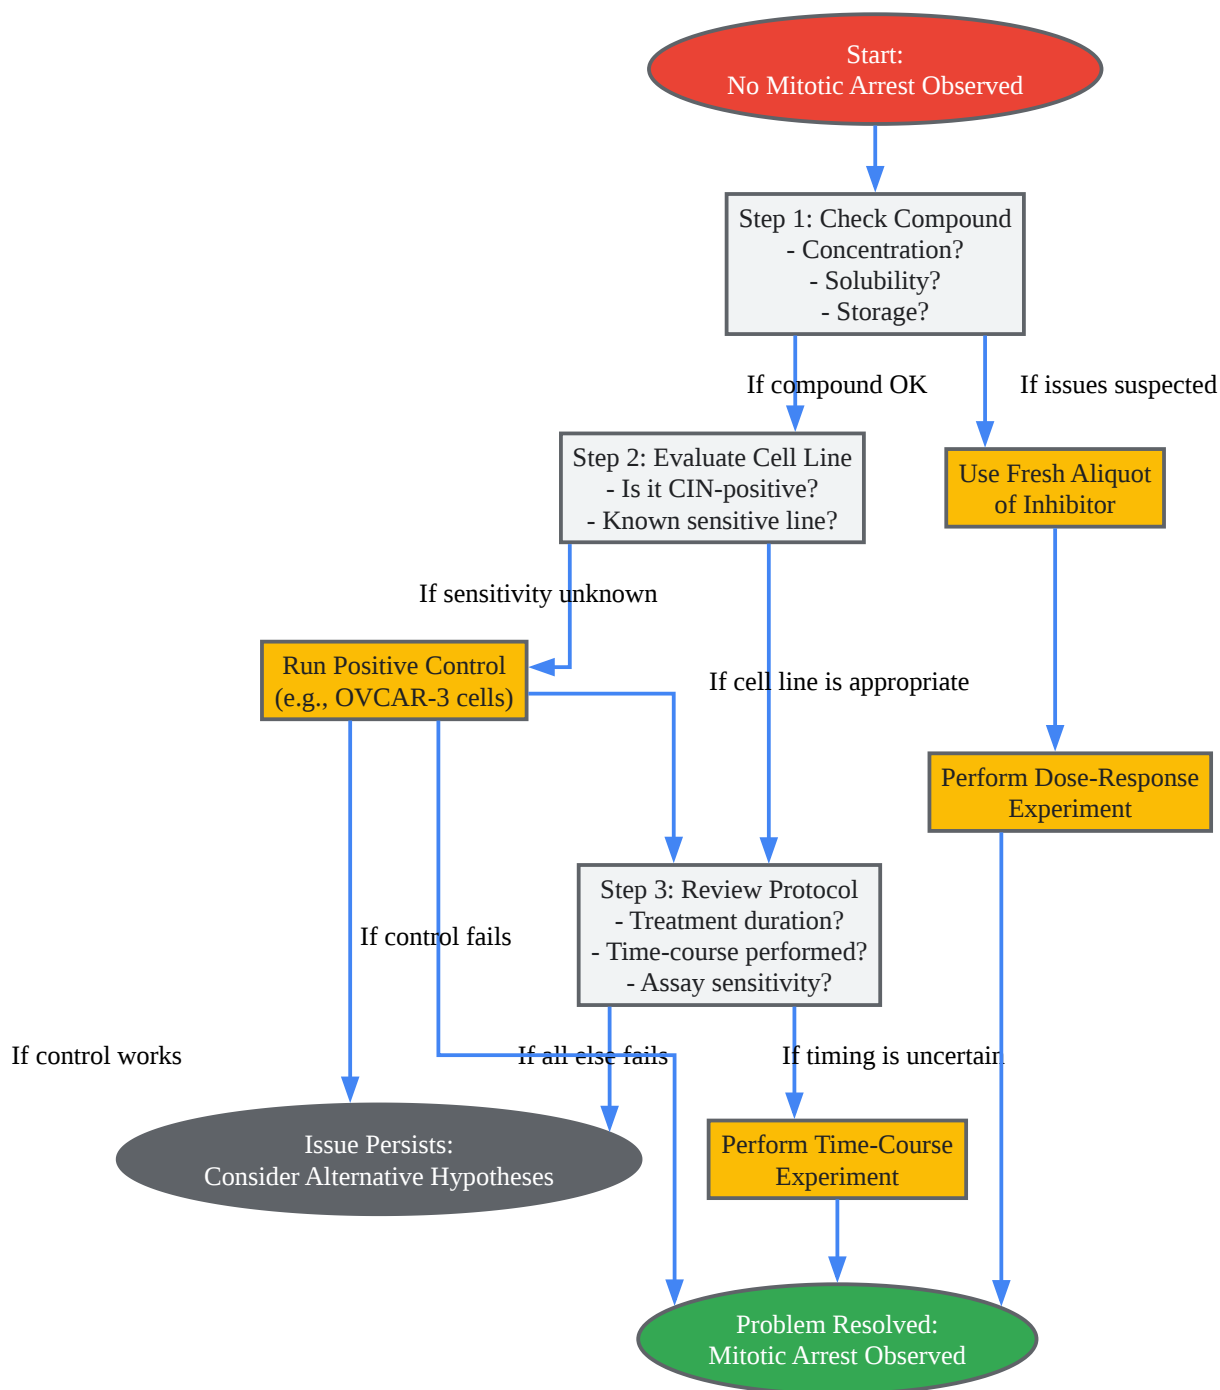 Start:
No Mitotic Arrest Observed
Step 1: Check Compound
- Concentration?
- Solubility?
- Storage?
If compound OK
If issues suspected
Step 2: Evaluate Cell Line
- Is it CIN-positive?
- Known sensitive line?
Use Fresh Aliquot
of Inhibitor
If sensitivity unknown
Run Positive Control
(e.g., OVCAR-3 cells)
If cell line is appropriate
Perform Dose-Response
Experiment
Step 3: Review Protocol
- Treatment duration?
- Time-course performed?
- Assay sensitivity?
If control fails
If control works
If all else fails
If timing is uncertain
Issue Persists:
Consider Alternative Hypotheses
Perform Time-Course
Experiment
Problem Resolved:
Mitotic Arrest Observed